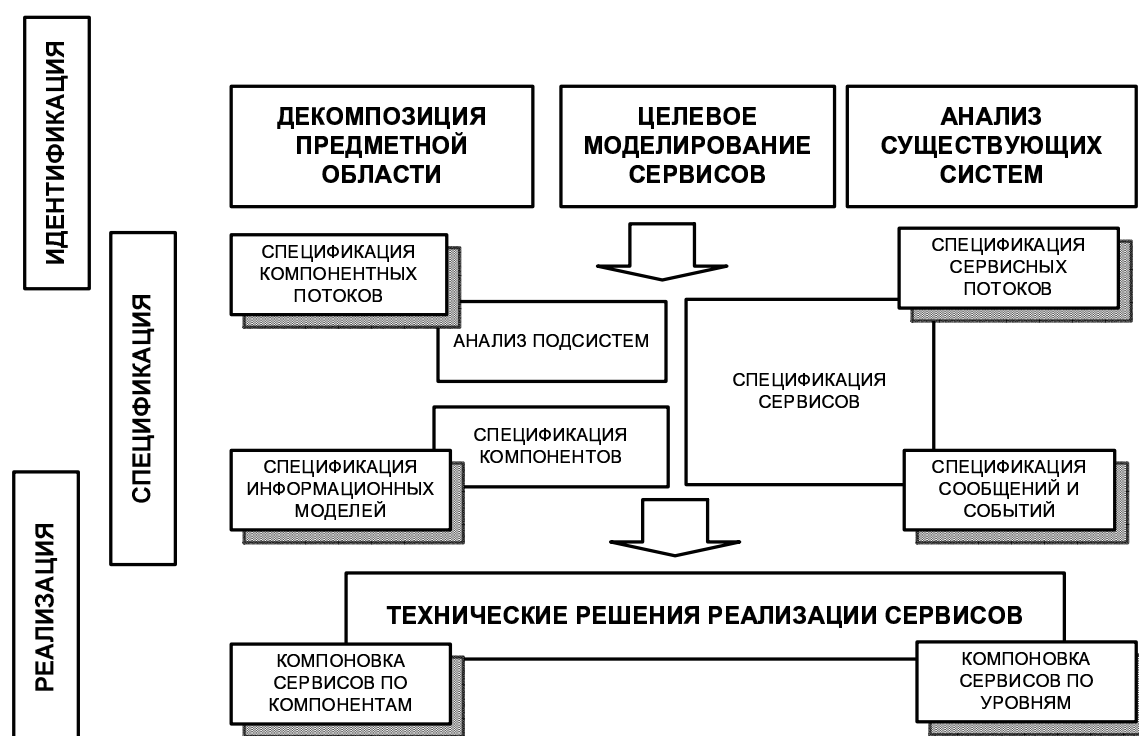 ИДЕНТИФИКАЦИЯ
ДЕКОМПОЗИЦИЯ
ПРЕДМЕТНОЙ
ОБЛАСТИ
ЦЕЛЕВОЕ
МОДЕЛИРОВАНИЕ
СЕРВИСОВ
АНАЛИЗ
СУЩЕСТВУЮЩИХ
СИСТЕМ
СПЕЦИФИКАЦИЯ
СПЕЦИФИКАЦИЯ
КОМПОНЕНТНЫХ
ПОТОКОВ
СПЕЦИФИКАЦИЯ
СЕРВИСНЫХ
ПОТОКОВ
АНАЛИЗ ПОДСИСТЕМ
СПЕЦИФИКАЦИЯ
СЕРВИСОВ
СПЕЦИФИКАЦИЯ
КОМПОНЕНТОВ
СПЕЦИФИКАЦИЯ
ИНФОРМАЦИОННЫХ
МОДЕЛЕЙ
СПЕЦИФИКАЦИЯ
СООБЩЕНИЙ И
СОБЫТИЙ
РЕАЛИЗАЦИЯ
ТЕХНИЧЕСКИЕ РЕШЕНИЯ РЕАЛИЗАЦИИ СЕРВИСОВ
КОМПОНОВКА
СЕРВИСОВ ПО
КОМПОНЕНТАМ
КОМПОНОВКА
СЕРВИСОВ ПО
УРОВНЯМ